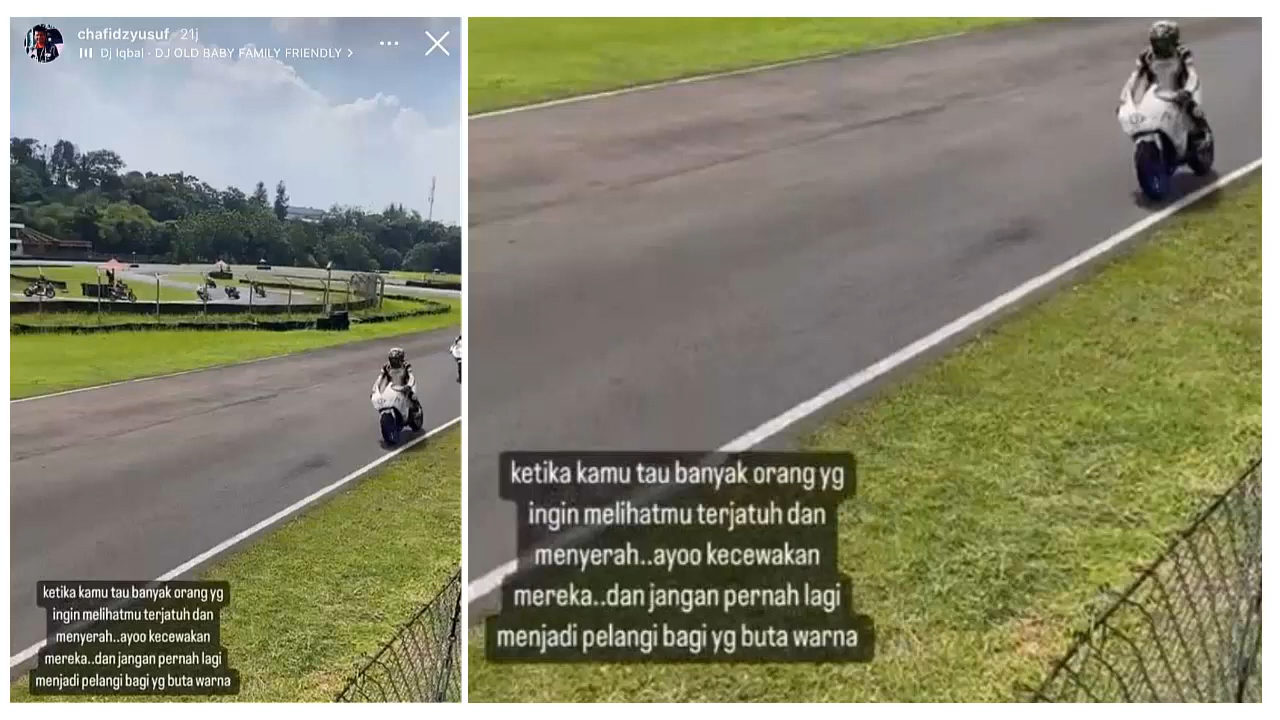 chafidzyusuf 21j
Dj Iqbal · DJ OLD BABY FAMILY FRIENDLY >
ketika kamu tau banyak orang yg
ingin melihatmu terjatuh dan
menyerah..ayoo kecewakan
mereka..dan jangan pernah lagi
menjadi pelangi bagi yg buta warna
ketika kamu tau banyak orang yg
ingin melihatmu terjatuh dan
menyerah..ayoo kecewakan
mereka..dan jangan pernah lagi
menjadi pelangi bagi yg buta warna